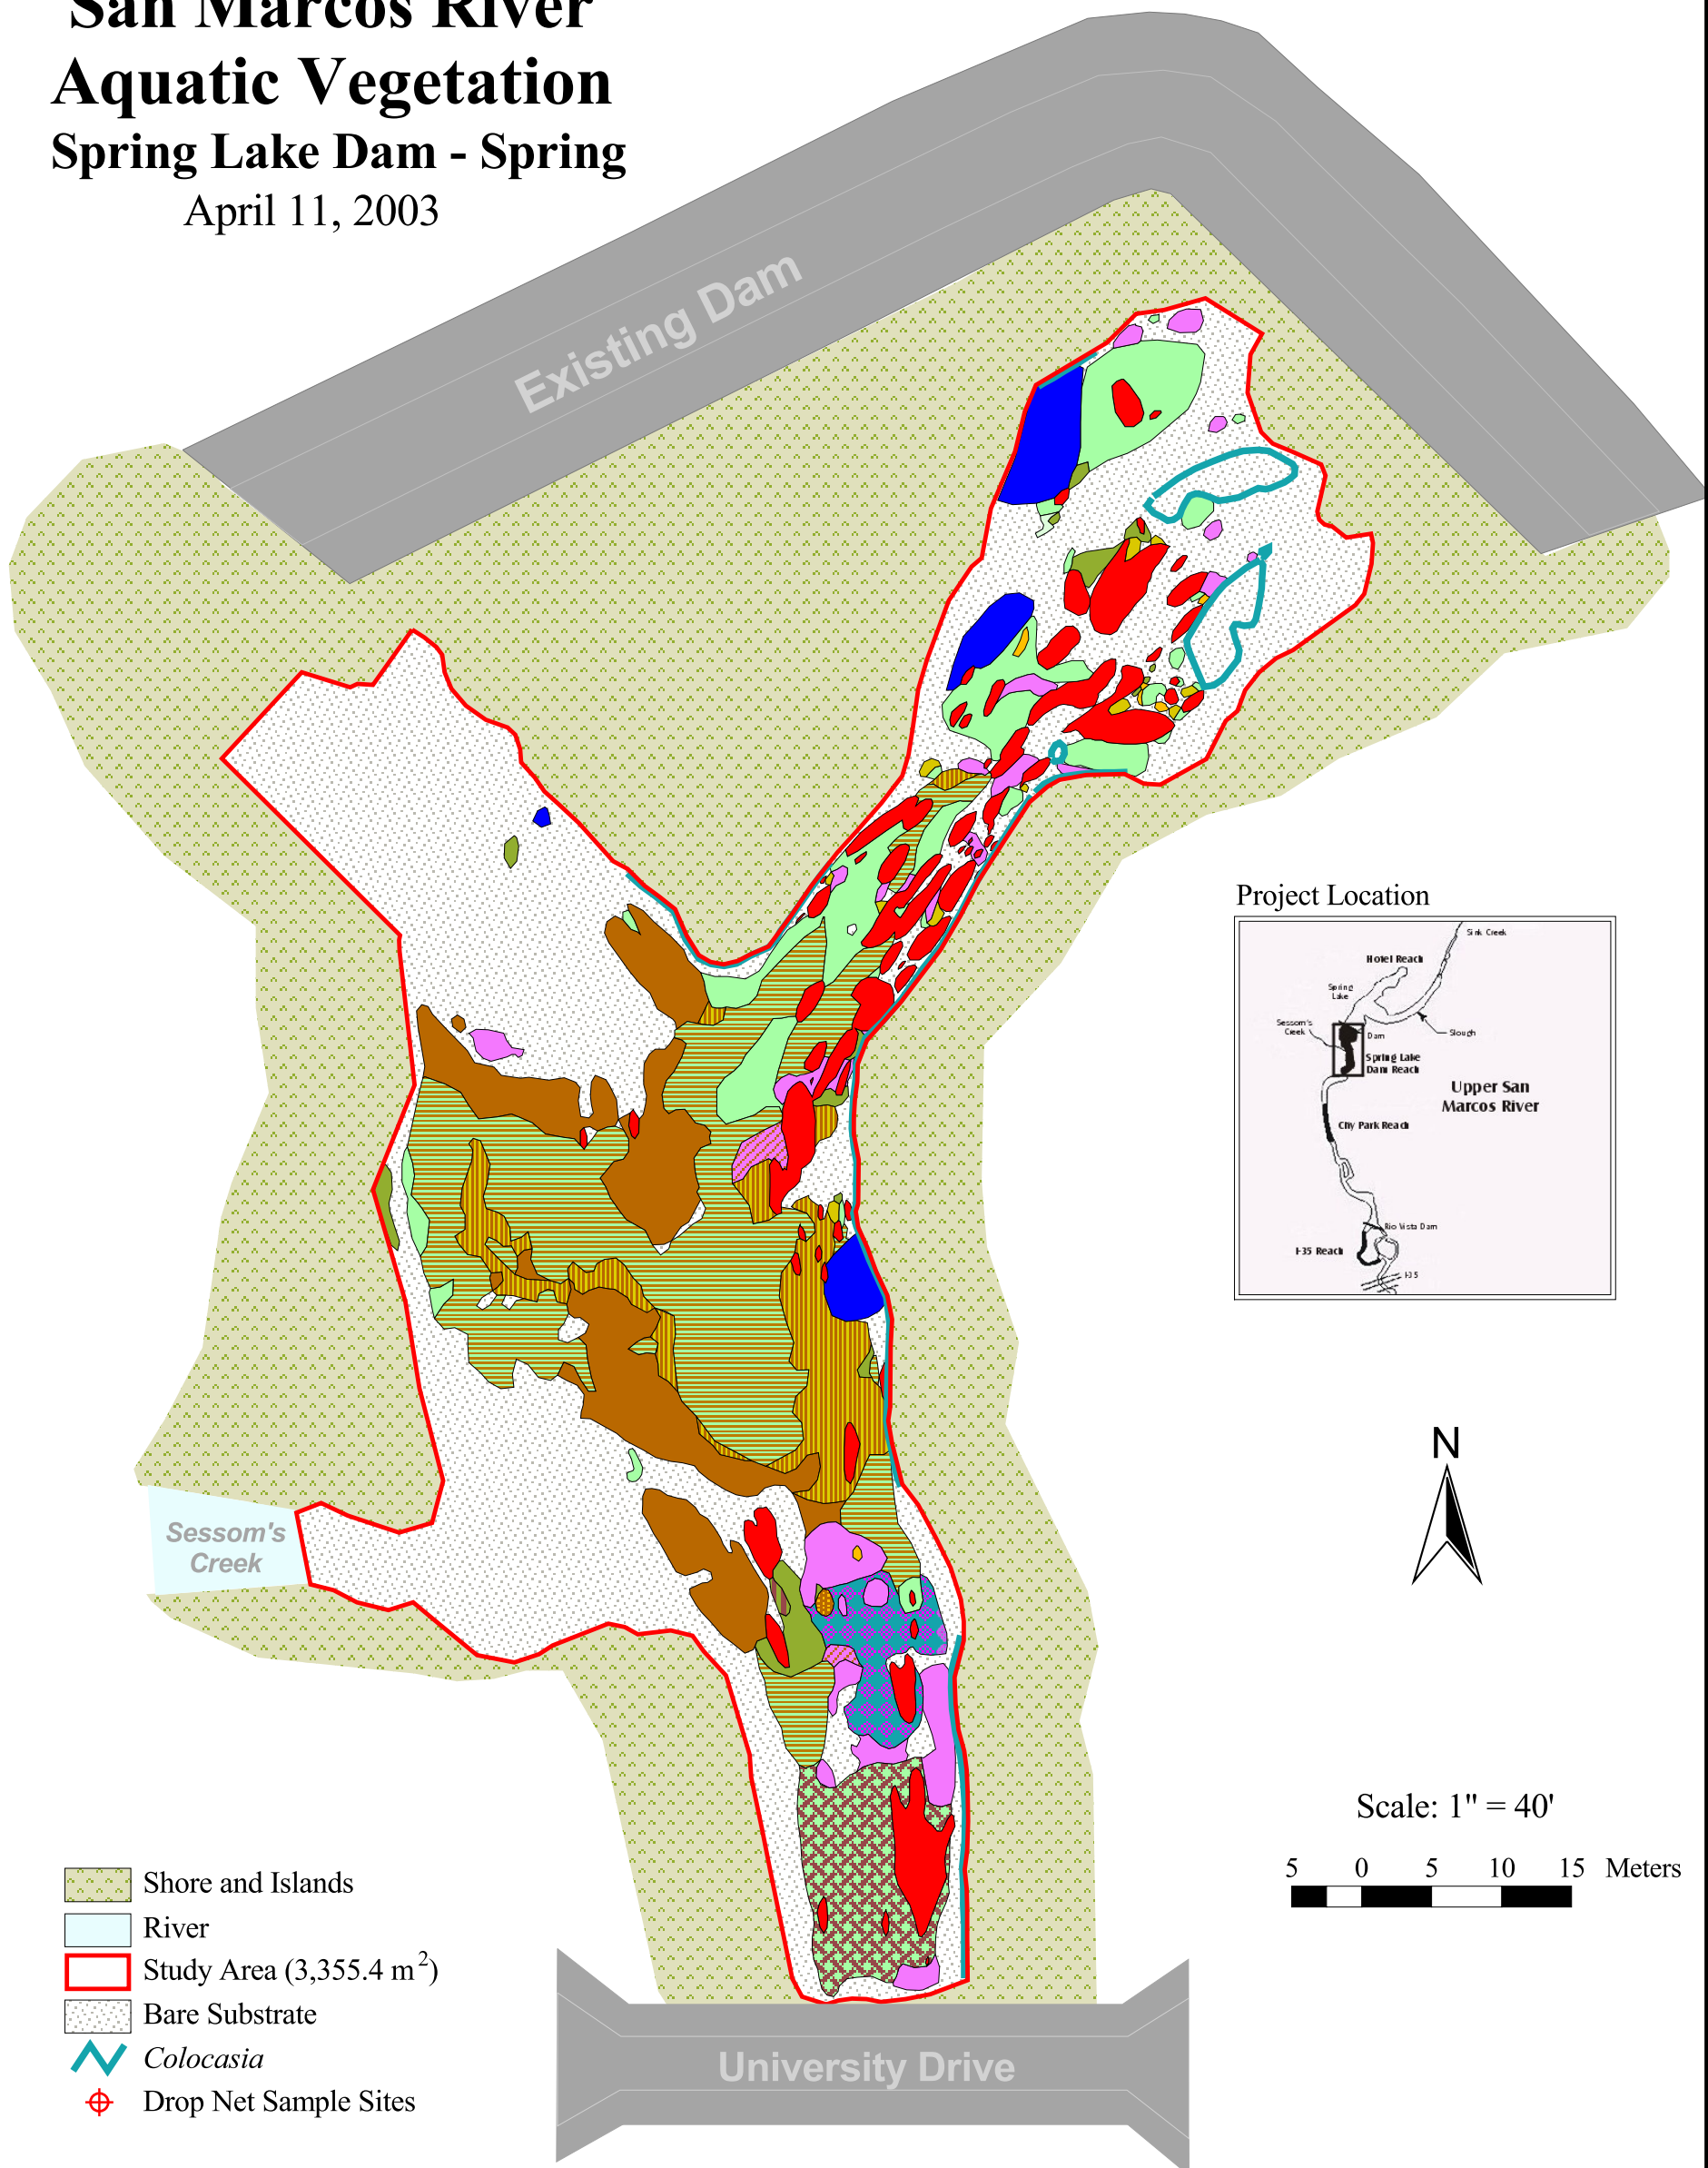 San Marcos River
Aquatic Vegetation
Spring Lake Dam - Spring
April 11, 2003
Existing Dam
Project Location
Sink Creek
Hotel Reach
Spring
Lake
Sessom's
Creek
Dam
Slough
Spring Lake
Dam Reach
Upper San
Marcos River
City Park Reach
Rio Vista Dam
I-35 Reach
I-35
N
Sessom's
Creek
Scale: 1" = 40'
5 0 5 10 15 Meters
Shore and Islands
River
Study Area (3,355.4 m²)
Bare Substrate
Colocasia
Drop Net Sample Sites
University Drive